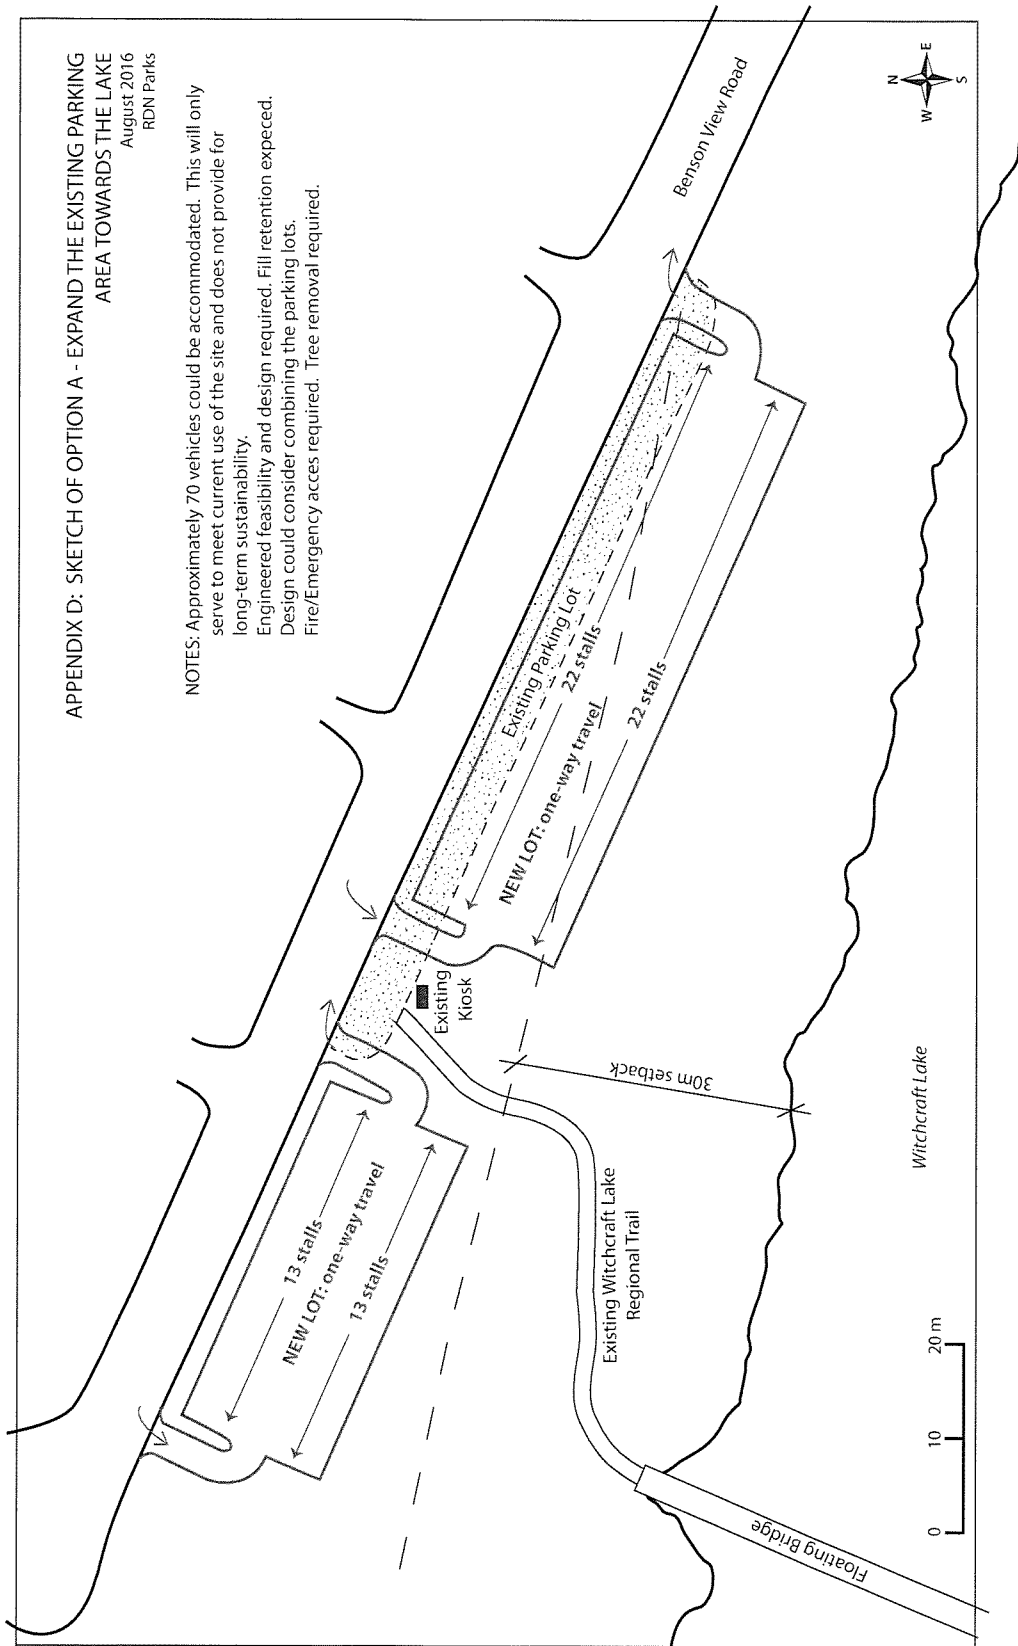 APPENDIX D: SKETCH OF OPTION A - EXPAND THE EXISTING PARKING
AREA TOWARDS THE LAKE
August 2016
RDN Parks
NOTES: Approximately 70 vehicles could be accommodated. This will only
serve to meet current use of the site and does not provide for
long-term sustainability.
Engineered feasibility and design required. Fill retention expeced.
Design could consider combining the parking lots.
Fire/Emergency acces required. Tree removal required.
Benson View Road
N
E
S
W
Existing Parking Lot
22 stalls
NEW LOT: one-way travel
22 stalls
Existing
Kiosk
13 stalls
NEW LOT: one-way travel
13 stalls
30m setback
Existing Witchcraft Lake
Regional Trail
Witchcraft Lake
Floating Bridge
0 10 20 m